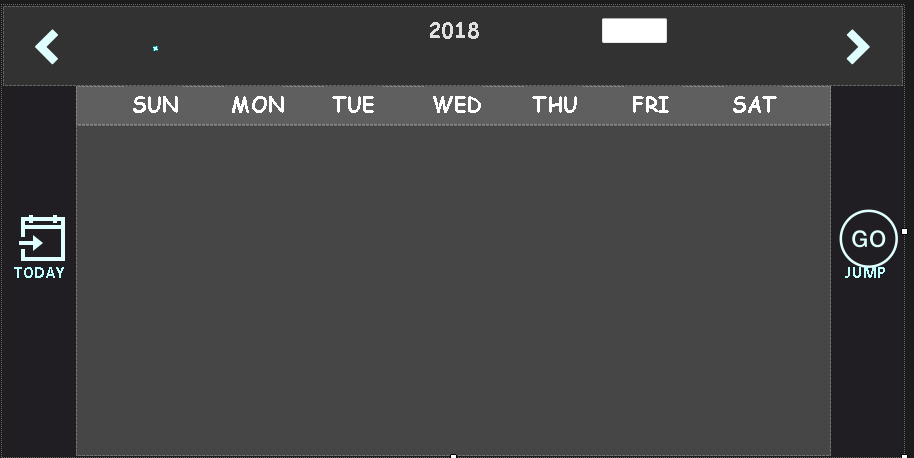 2018
SUN MON TUE WED THU FRI SAT
GO
TODAY
JUMP